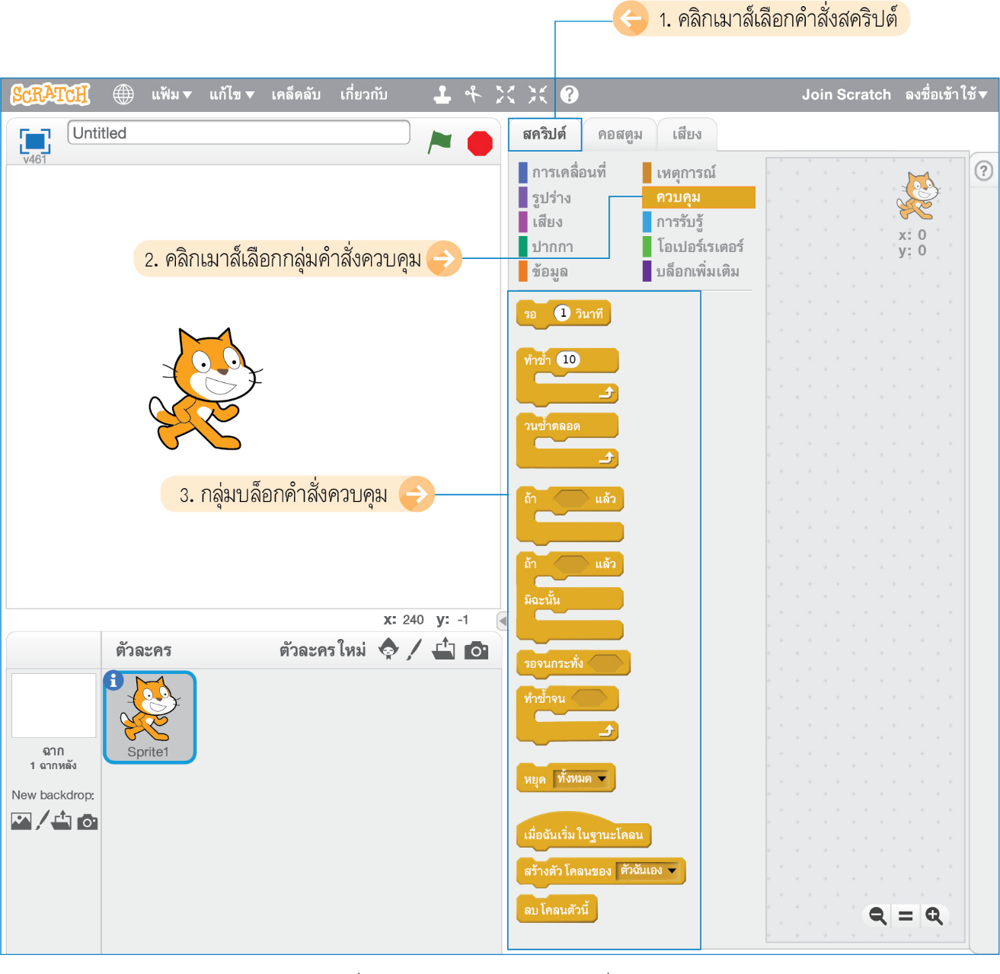 1. คลิกเมาส์เลือกคำสั่งสคริปต์
SCRATCH แฟ้ม▼ แก้ไข▼ เคล็ดลับ เกี่ยวกับ ? Join Scratch ลงชื่อเข้าใช้▼
v461 Untitled
สคริปต์ คอสตูม เสียง
?
การเคลื่อนที่ เหตุการณ์
รูปร่าง ควบคุม
เสียง การรับรู้
ปากกา โอเปอร์เรเตอร์
ข้อมูล บล็อกเพิ่มเติม
x: 0
y: 0
2. คลิกเมาส์เลือกกลุ่มคำสั่งควบคุม
รอ 1 วินาที
ทำซ้ำ 10
วนซ้ำตลอด
3. กลุ่มบล็อกคำสั่งควบคุม
ถ้า แล้ว
ถ้า แล้ว
มิฉะนั้น
รอจนกระทั่ง
ทำซ้ำจน
หยุด ทั้งหมด ▼
เมื่อฉันเริ่มในฐานะโคลน
สร้างตัวโคลนของ ตัวฉันเอง ▼
ลบโคลนตัวนี้
x: 240 y: -1
ตัวละคร ตัวละครใหม่
i
Sprite1
ฉาก
1 ฉากหลัง
New backdrop: